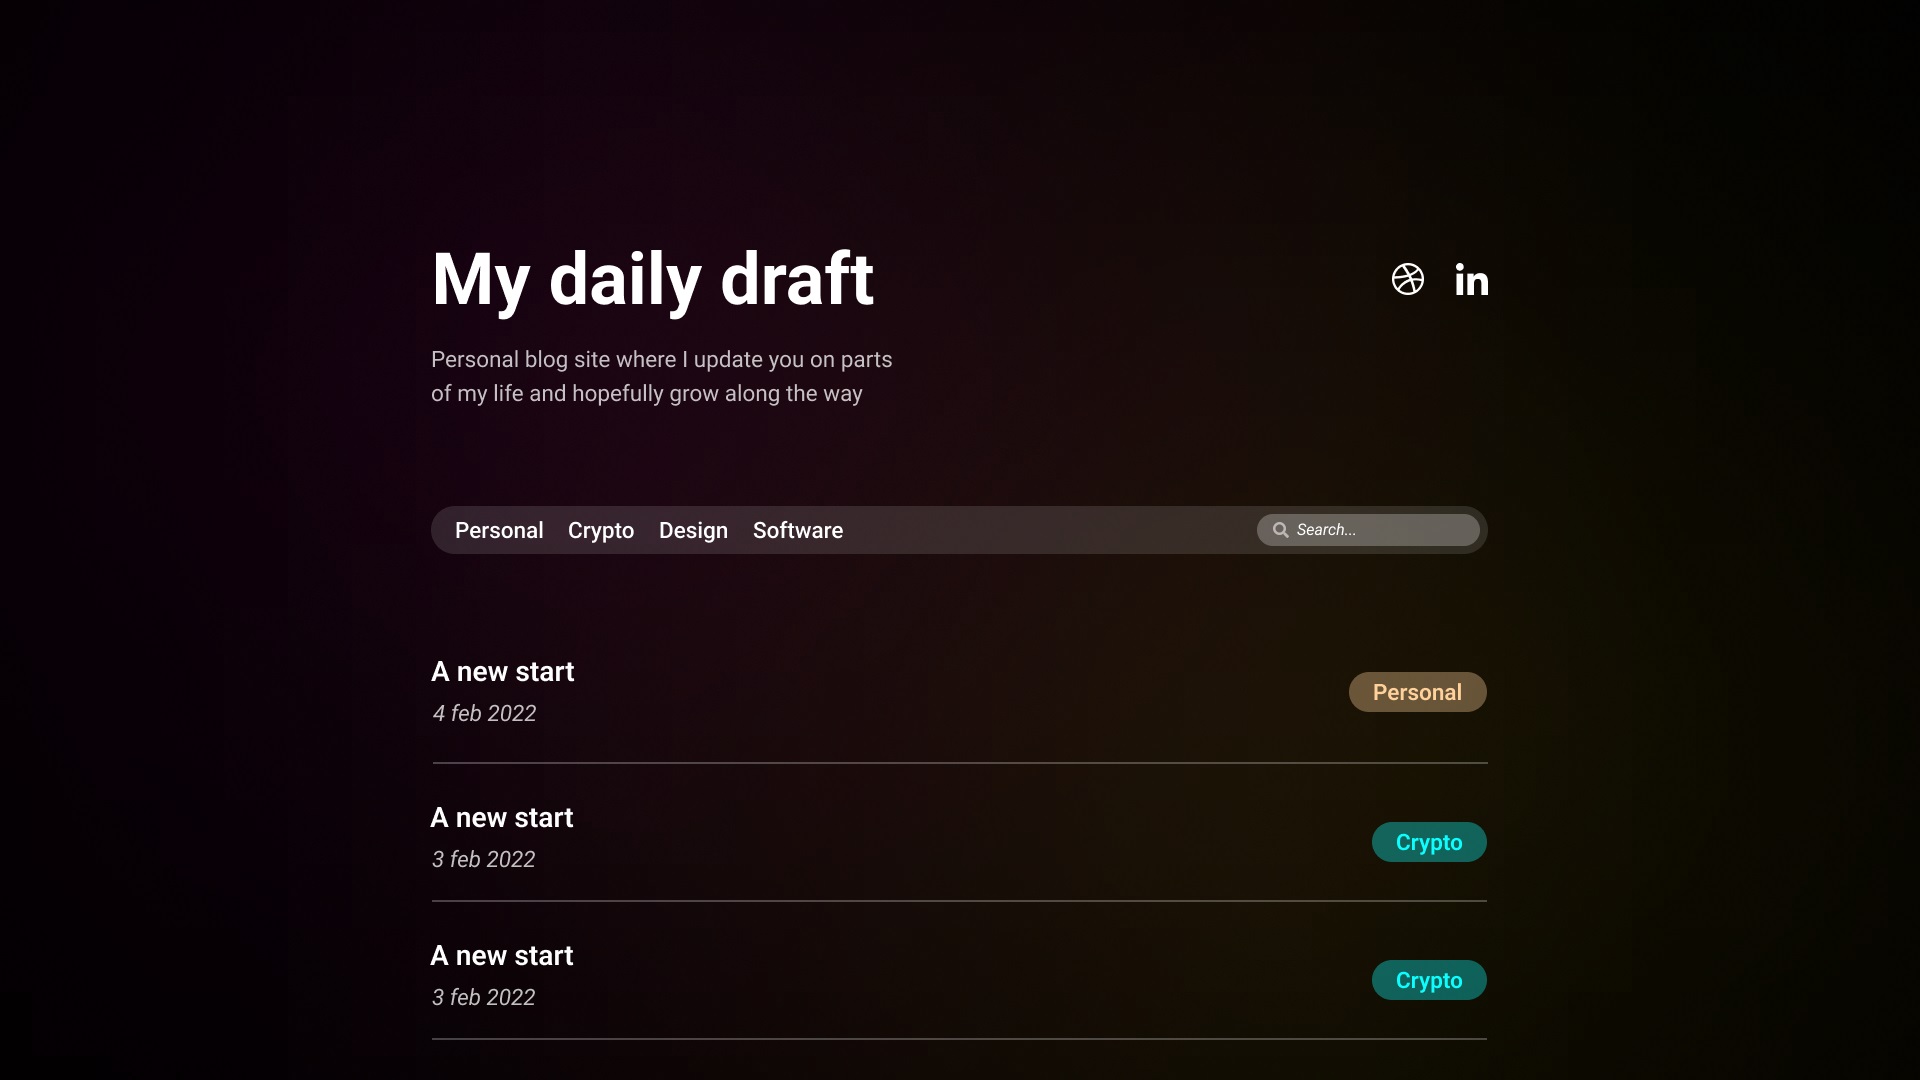 My daily draft
Personal blog site where I update you on parts
of my life and hopefully grow along the way
Personal Crypto Design Software Search...
A new start
4 feb 2022
Personal
A new start
3 feb 2022
Crypto
A new start
3 feb 2022
Crypto